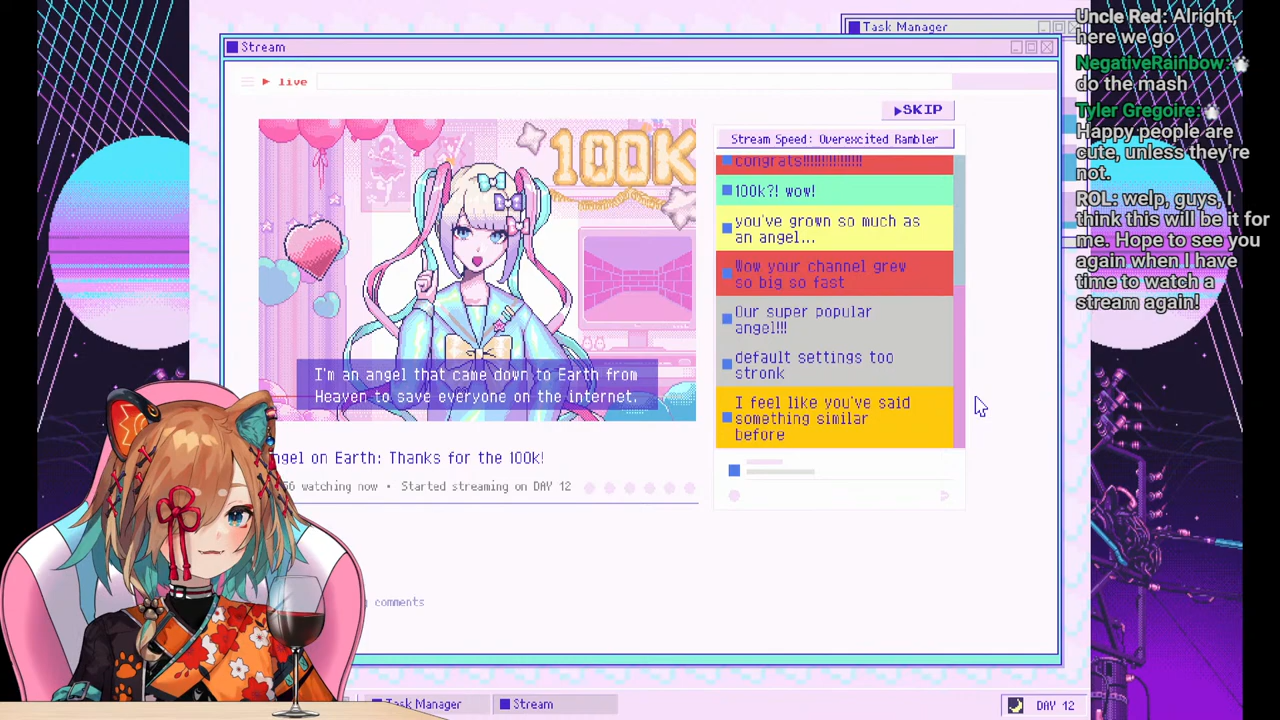 Task Manager
Stream
live
▶SKIP
Stream Speed: Overexcited Rambler
congrats!!!!!!!!!!!!!!!
100k?! wow!
you've grown so much as
an angel...
Wow your channel grew
so big so fast
Our super popular
angel!!!
default settings too
stronk
I feel like you've said
something similar
before
100K
I'm an angel that came down to Earth from
Heaven to save everyone on the internet.
ngel on Earth: Thanks for the 100k!
56 watching now • Started streaming on DAY 12
comments
Task Manager
Stream
DAY 12
Uncle Red: Alright,
here we go
NegativeRainbow:
do the mash
Tyler Gregoire:
Happy people are
cute, unless they're
not.
ROL: welp, guys, I
think this will be it for
me. Hope to see you
again when I have
time to watch a
stream again!